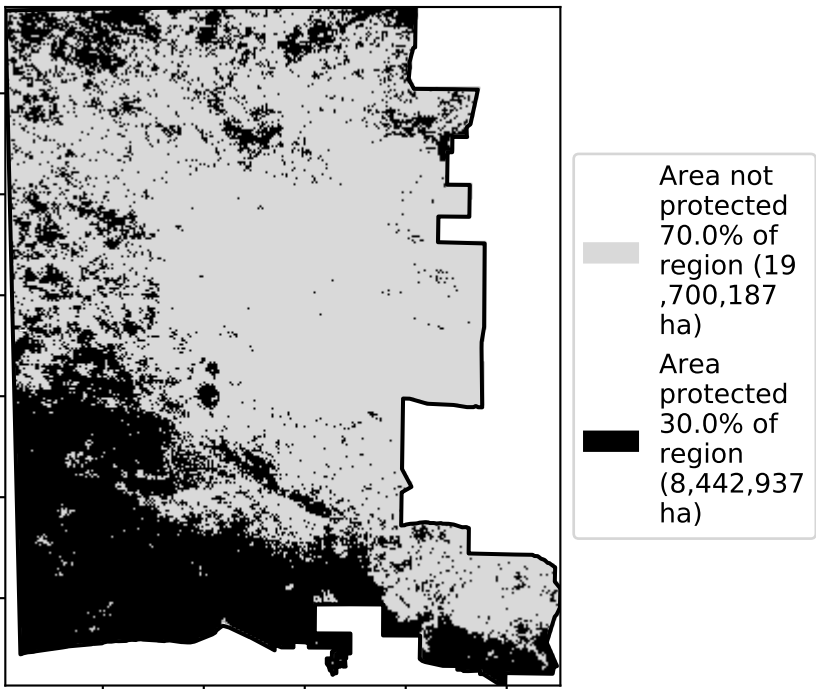 Area not
protected
70.0% of
region (19
,700,187
ha)
Area
protected
30.0% of
region
(8,442,937
ha)